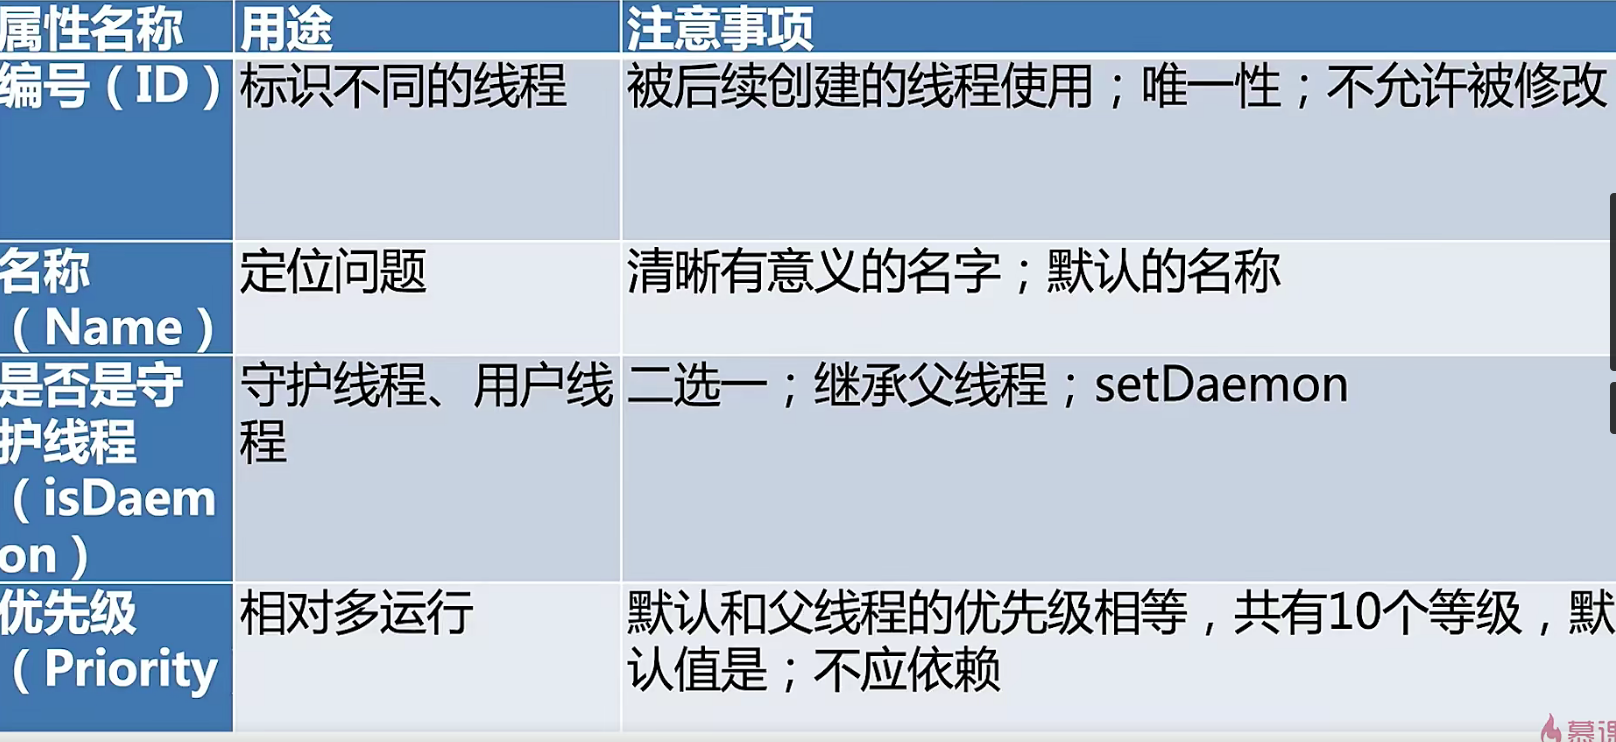 属性名称 用途 注意事项
编号（ID） 标识不同的线程 被后续创建的线程使用；唯一性；不允许被修改
名称 定位问题 清晰有意义的名字；默认的名称
（Name）
是否是守 守护线程、用户线 二选一；继承父线程；setDaemon
护线程 程
（isDaem
on）
优先级 相对多运行 默认和父线程的优先级相等，共有10个等级，默
（Priority 认值是；不应依赖
慕课